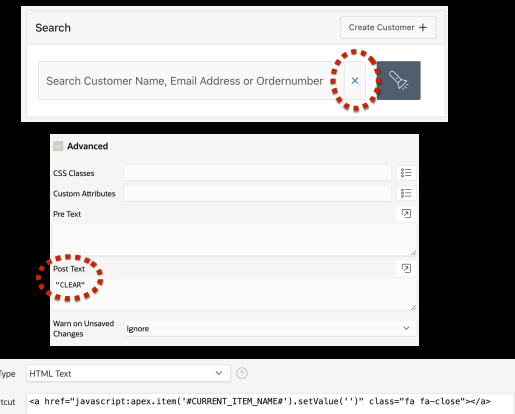 Search
Create Customer +
Search Customer Name, Email Address or Ordernumber
Advanced
CSS Classes
Custom Attributes
Pre Text
Post Text
"CLEAR"
Warn on Unsaved
Changes
Ignore
Type
HTML Text
tcut
<a href="javascript:apex.item('#CURRENT_ITEM_NAME#').setValue('')" class="fa fa-close"></a>